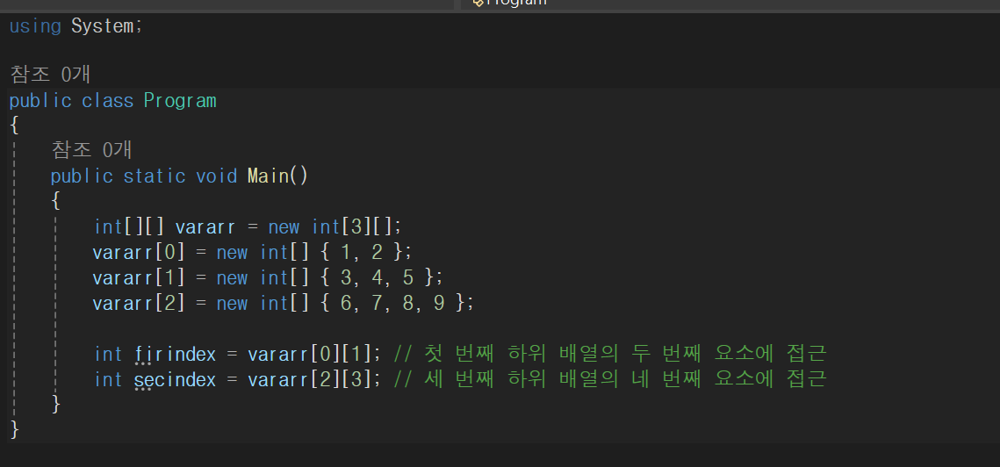 Program
using System;
참조 0개
public class Program
{
참조 0개
public static void Main()
{
int[][] vararr = new int[3][];
vararr[0] = new int[] { 1, 2 };
vararr[1] = new int[] { 3, 4, 5 };
vararr[2] = new int[] { 6, 7, 8, 9 };
int firindex = vararr[0][1]; // 첫 번째 하위 배열의 두 번째 요소에 접근
int secindex = vararr[2][3]; // 세 번째 하위 배열의 네 번째 요소에 접근
}
}